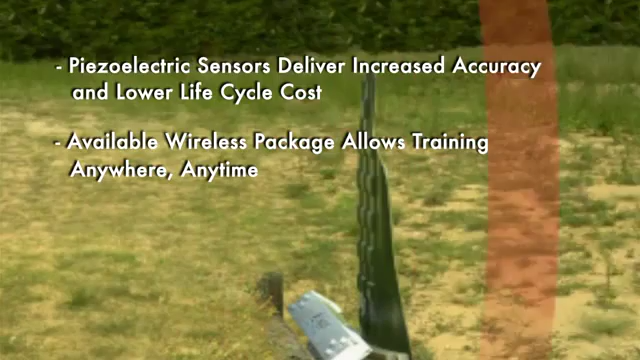 - Piezoelectric Sensors Deliver Increased Accuracy
and Lower Life Cycle Cost
- Available Wireless Package Allows Training
Anywhere, Anytime